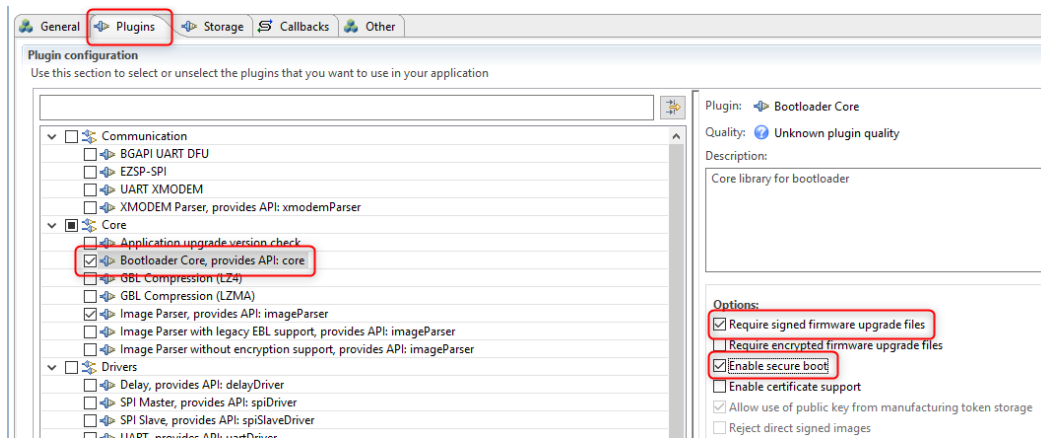 General Plugins Storage Callbacks Other
Plugin configuration
Use this section to select or unselect the plugins that you want to use in your application
Communication
BGAPI UART DFU
EZSP-SPI
UART XMODEM
XMODEM Parser, provides API: xmodemParser
Core
Application upgrade version check
Bootloader Core, provides API: core
GBL Compression (LZ4)
GBL Compression (LZMA)
Image Parser, provides API: imageParser
Image Parser with legacy EBL support, provides API: imageParser
Image Parser without encryption support, provides API: imageParser
Drivers
Delay, provides API: delayDriver
SPI Master, provides API: spiDriver
SPI Slave, provides API: spiSlaveDriver
UART, provides API: uartDriver
Plugin: Bootloader Core
Quality: Unknown plugin quality
Description:
Core library for bootloader
Options:
Require signed firmware upgrade files
Require encrypted firmware upgrade files
Enable secure boot
Enable certificate support
Allow use of public key from manufacturing token storage
Reject direct signed images